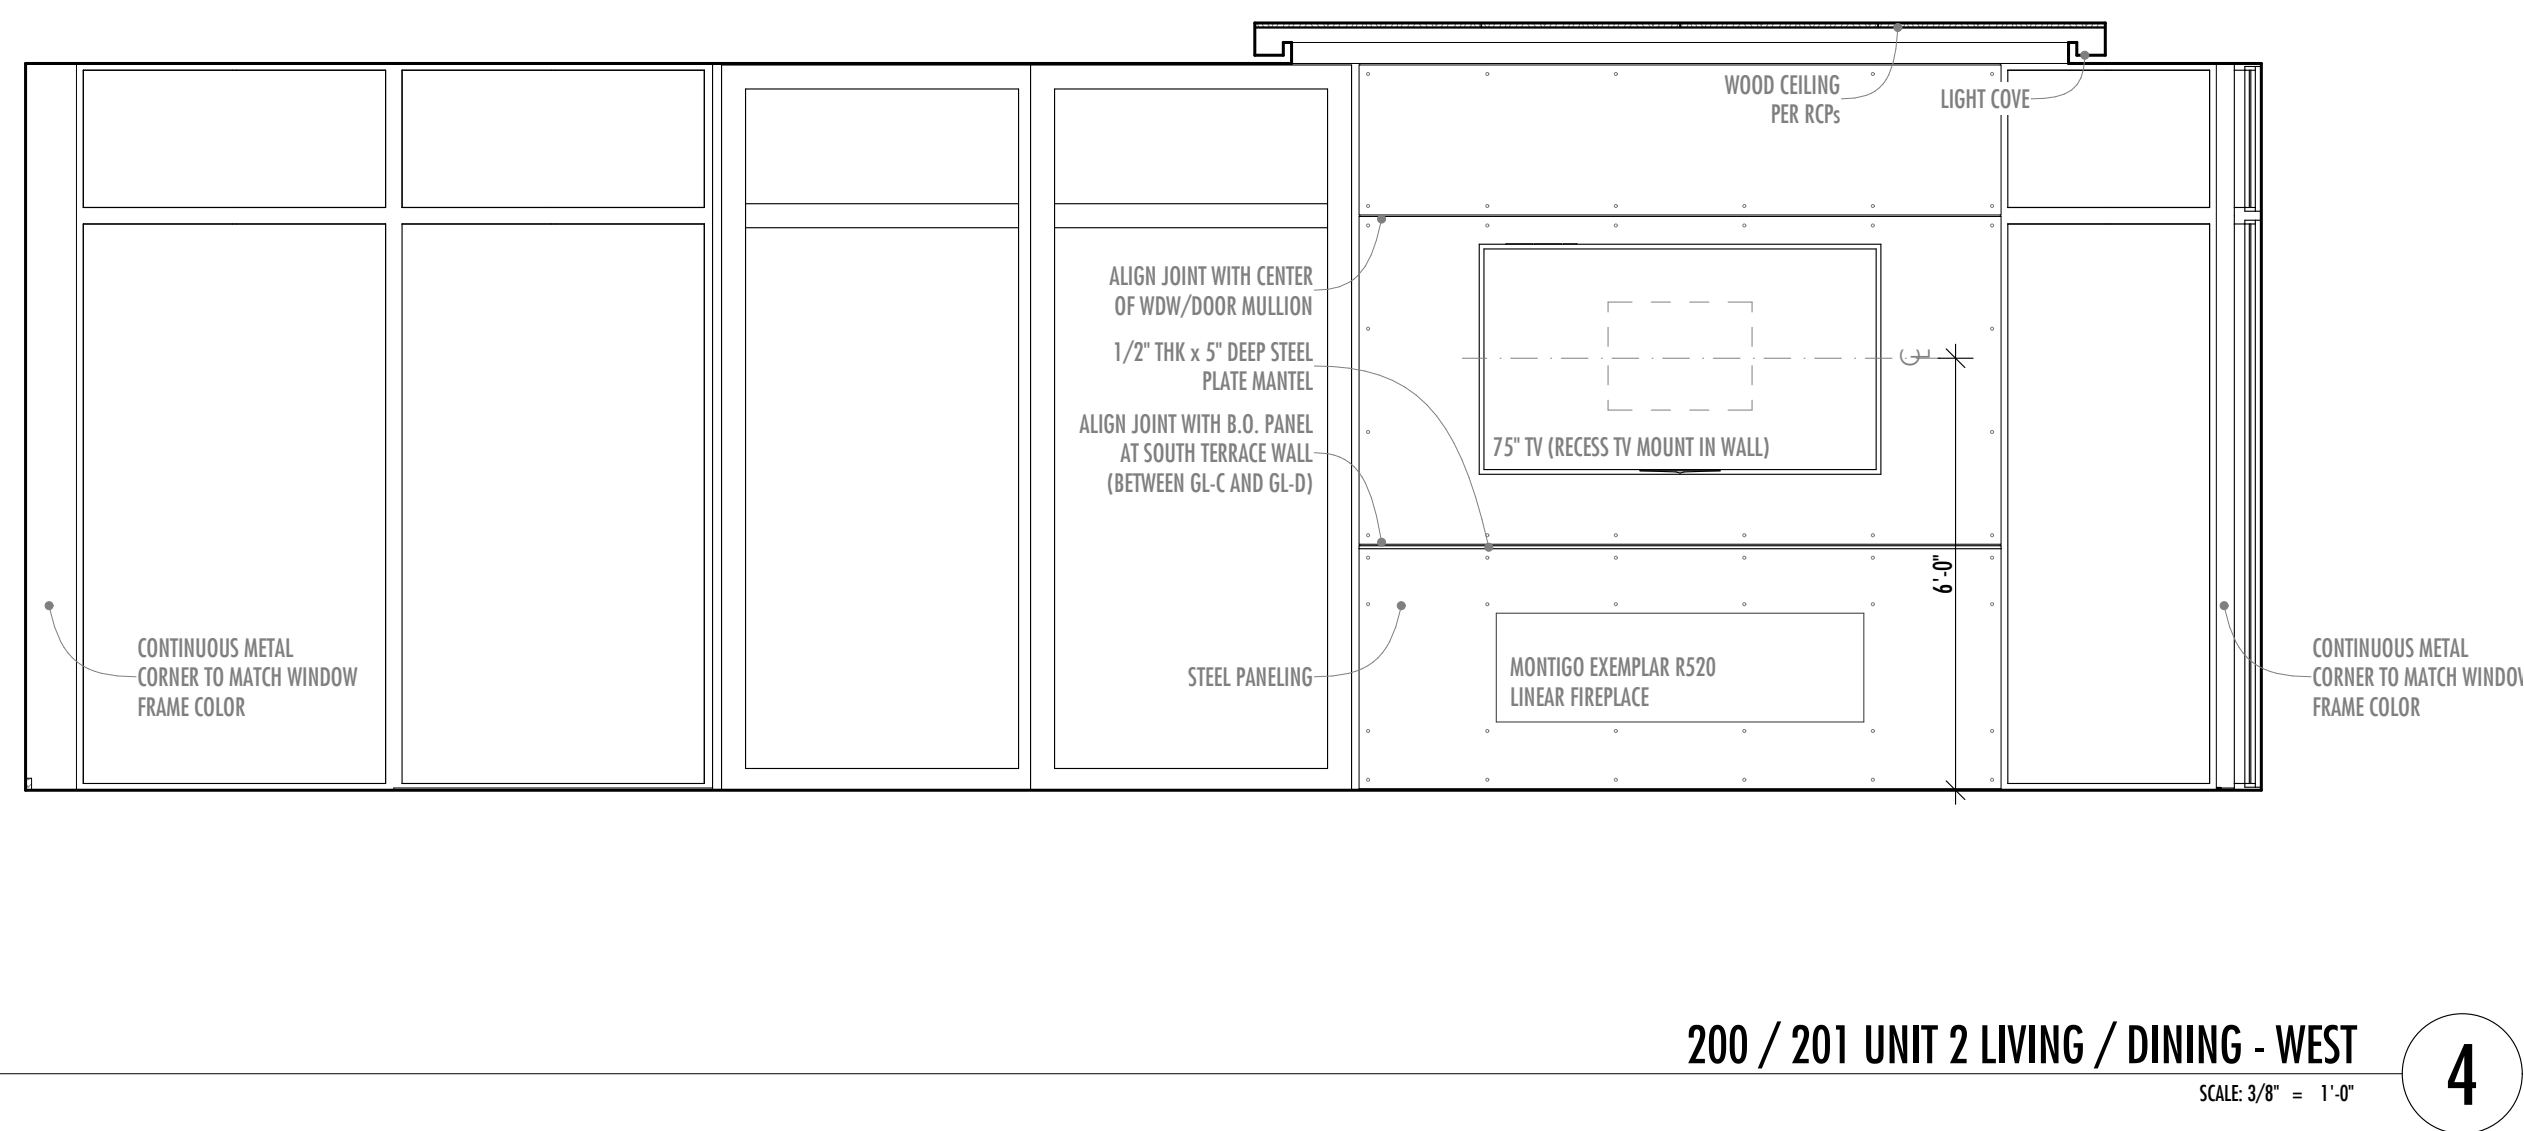 WOOD CEILING
PER RCPs
LIGHT COVE
ALIGN JOINT WITH CENTER
OF WDW/DOOR MULLION
1/2" THK x 5" DEEP STEEL
PLATE MANTEL
ALIGN JOINT WITH B.O. PANEL
AT SOUTH TERRACE WALL
(BETWEEN GL-C AND GL-D)
CL
75" TV (RECESS TV MOUNT IN WALL)
6'-0"
CONTINUOUS METAL
CORNER TO MATCH WINDOW
FRAME COLOR
STEEL PANELING
MONTIGO EXEMPLAR R520
LINEAR FIREPLACE
CONTINUOUS METAL
CORNER TO MATCH WINDOW
FRAME COLOR
200 / 201 UNIT 2 LIVING / DINING - WEST
SCALE: 3/8" = 1'-0"
4